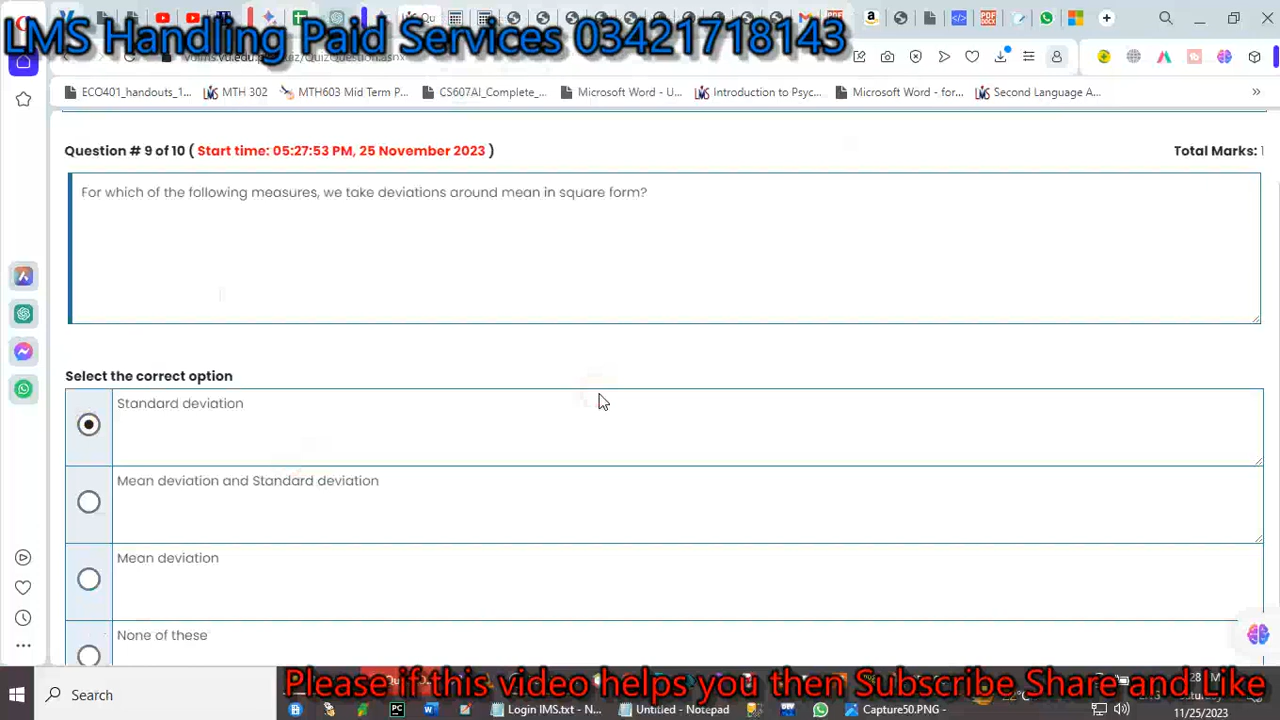 LMS Handling Paid Services 03421718143
ECO401_handouts_1...
MTH 302
MTH603 Mid Term P...
CS607AI_Complete_...
Microsoft Word - U...
Introduction to Psyc...
Microsoft Word - for...
Second Language A...
Question # 9 of 10 ( Start time: 05:27:53 PM, 25 November 2023 )
Total Marks: 1
For which of the following measures, we take deviations around mean in square form?
Select the correct option
Standard deviation
Mean deviation and Standard deviation
Mean deviation
None of these
Please if this video helps you then Subscribe Share and Like
Search
Login IMS.txt - N...
Untitled - Notepad
Capture50.PNG -
11/25/2023